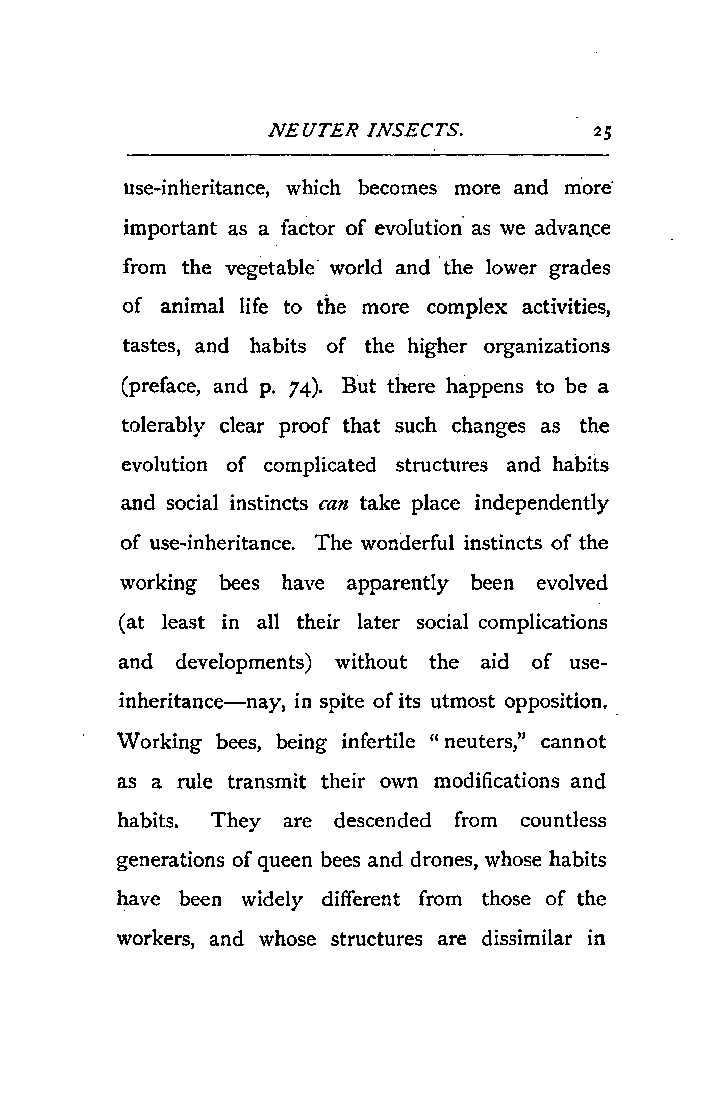 NEUTER INSECTS. 25
use-inheritance, which becomes more and more
important as a factor of evolution as we advance
from the vegetable world and the lower grades
of animal life to the more complex activities,
tastes, and habits of the higher organizations
(preface, and p. 74). But there happens to be a
tolerably clear proof that such changes as the
evolution of complicated structures and habits
and social instincts can take place independently
of use-inheritance. The wonderful instincts of the
working bees have apparently been evolved
(at least in all their later social complications
and developments) without the aid of use-
inheritance—nay, in spite of its utmost opposition.
Working bees, being infertile “neuters,” cannot
as a rule transmit their own modifications and
habits. They are descended from countless
generations of queen bees and drones, whose habits
have been widely different from those of the
workers, and whose structures are dissimilar in